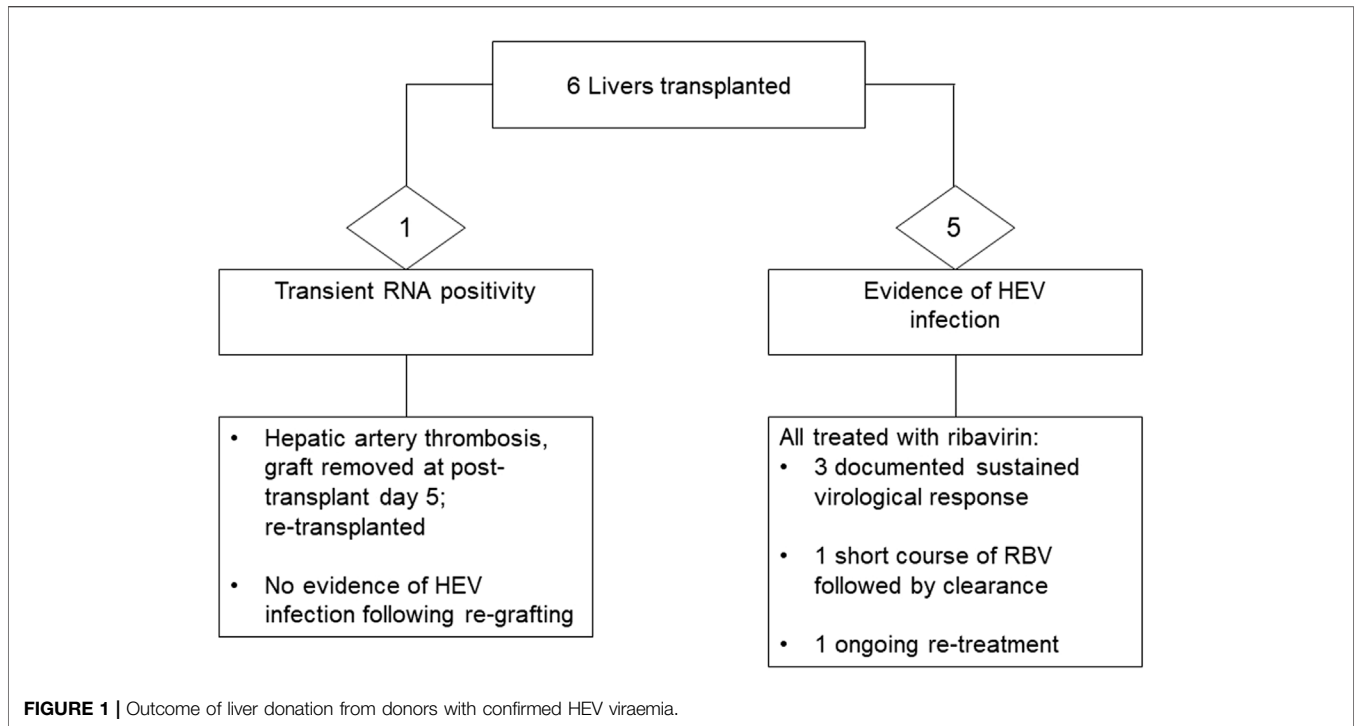 6 Livers transplanted
1
5
Transient RNA positivity
Evidence of HEV
infection
• Hepatic artery thrombosis,
graft removed at post-
transplant day 5;
re-transplanted
• No evidence of HEV
infection following re-grafting
All treated with ribavirin:
• 3 documented sustained
virological response
• 1 short course of RBV
followed by clearance
• 1 ongoing re-treatment
FIGURE 1 | Outcome of liver donation from donors with confirmed HEV viraemia.